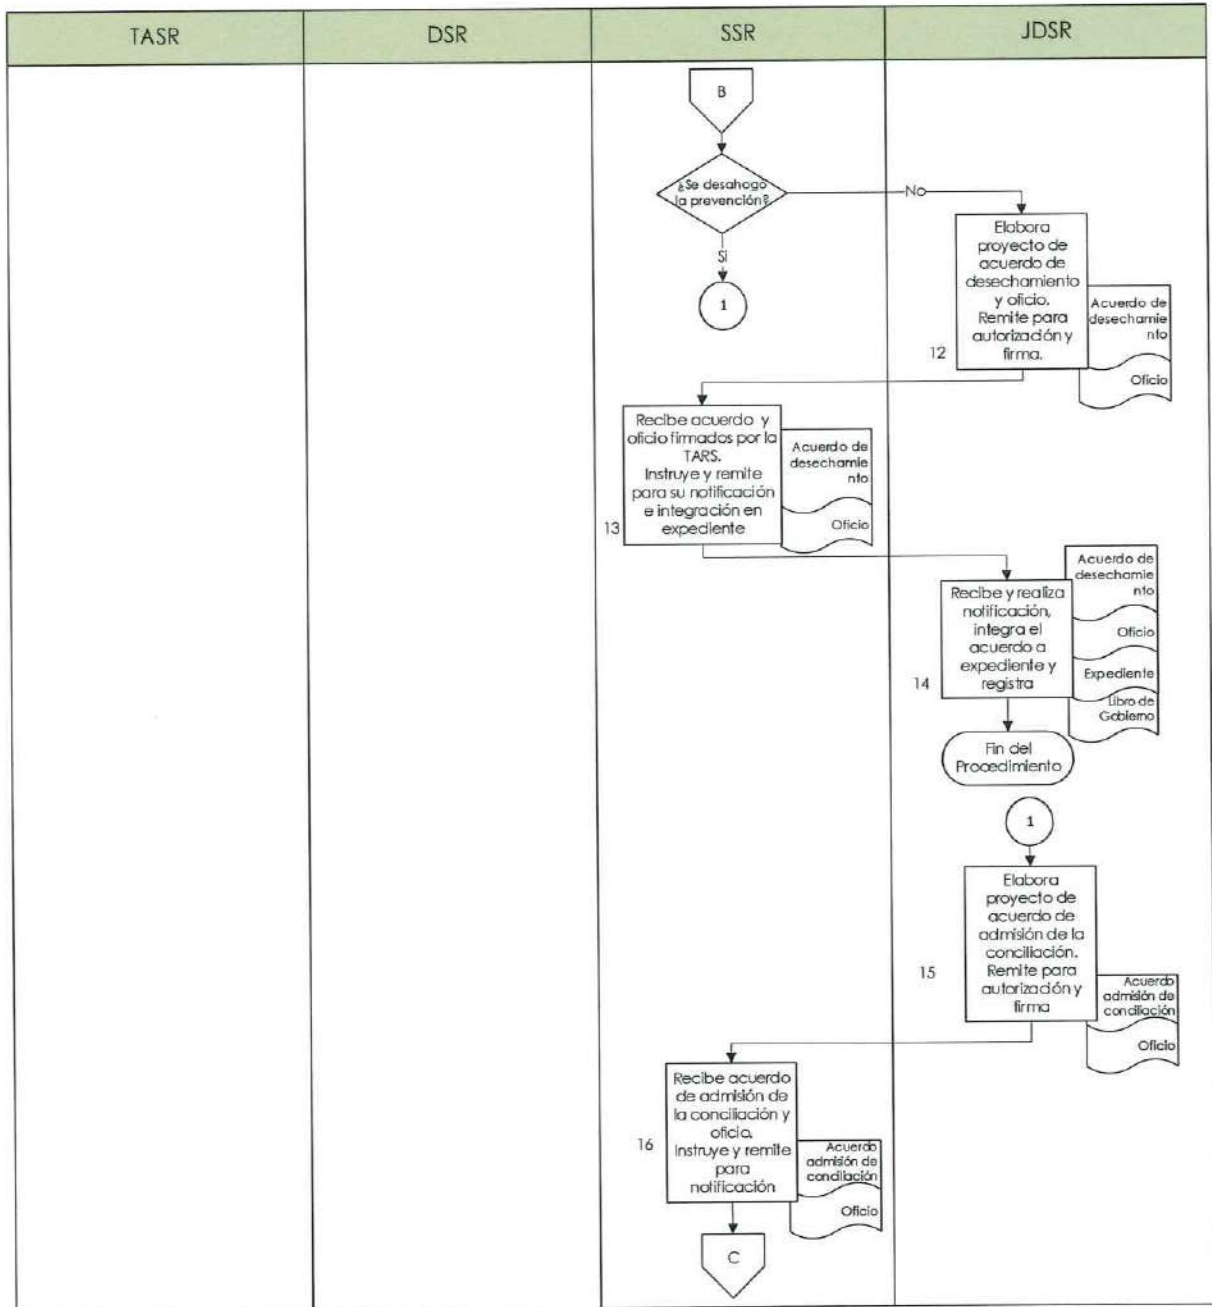 TASR
DSR
SSR
JDSR
B
¿Se desahogo
la prevención?
No
Si
1
Elabora
proyecto de
acuerdo de
desechamiento
y oficio.
Remite para
autorización y
firma.
12
Acuerdo de
desechamie
nto
Oficio
Recibe acuerdo y
oficio firmados por la
TARS.
Instruye y remite
para su notificación
e integración en
expediente
13
Acuerdo de
desechamie
nto
Oficio
Recibe y realiza
notificación,
integra el
acuerdo a
expediente y
registra
14
Acuerdo de
desechamie
nto
Oficio
Expediente
Libro de
Gobierno
Fin del
Procedimiento
1
Elabora
proyecto de
acuerdo de
admisión de la
conciliación.
Remite para
autorización y
firma
15
Acuerdo
admisión de
conciliación
Oficio
Recibe acuerdo
de admisión de
la conciliación y
oficio.
Instruye y remite
para
notificación
16
Acuerdo
admisión de
conciliación
Oficio
C